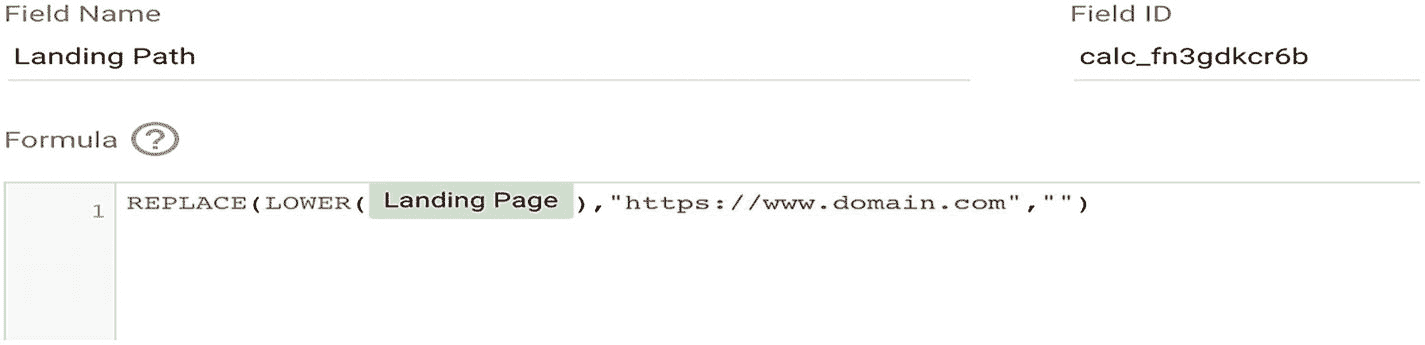 Field Name
Field ID
Landing Path
calc_fn3gdkcr6b
Formula ?
1 REPLACE(LOWER( Landing Page ),"https://www.domain.com","")